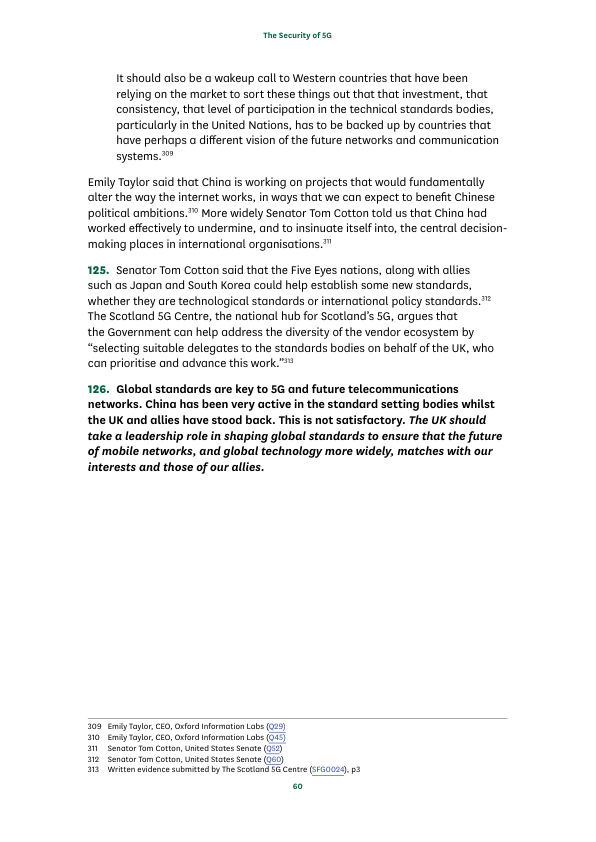 The Security of 5G
It should also be a wakeup call to Western countries that have been
relying on the market to sort these things out that that investment, that
consistency, that level of participation in the technical standards bodies,
particularly in the United Nations, has to be backed up by countries that
have perhaps a different vision of the future networks and communication
systems.309
Emily Taylor said that China is working on projects that would fundamentally
alter the way the internet works, in ways that we can expect to benefit Chinese
political ambitions.310 More widely Senator Tom Cotton told us that China had
worked effectively to undermine, and to insinuate itself into, the central decision-
making places in international organisations.311
125. Senator Tom Cotton said that the Five Eyes nations, along with allies
such as Japan and South Korea could help establish some new standards,
whether they are technological standards or international policy standards.312
The Scotland 5G Centre, the national hub for Scotland’s 5G, argues that
the Government can help address the diversity of the vendor ecosystem by
“selecting suitable delegates to the standards bodies on behalf of the UK, who
can prioritise and advance this work.”313
126. Global standards are key to 5G and future telecommunications
networks. China has been very active in the standard setting bodies whilst
the UK and allies have stood back. This is not satisfactory. The UK should
take a leadership role in shaping global standards to ensure that the future
of mobile networks, and global technology more widely, matches with our
interests and those of our allies.
309 Emily Taylor, CEO, Oxford Information Labs (Q29)
310 Emily Taylor, CEO, Oxford Information Labs (Q45)
311 Senator Tom Cotton, United States Senate (Q52)
312 Senator Tom Cotton, United States Senate (Q60)
313 Written evidence submitted by The Scotland 5G Centre (SFG0024), p3
60